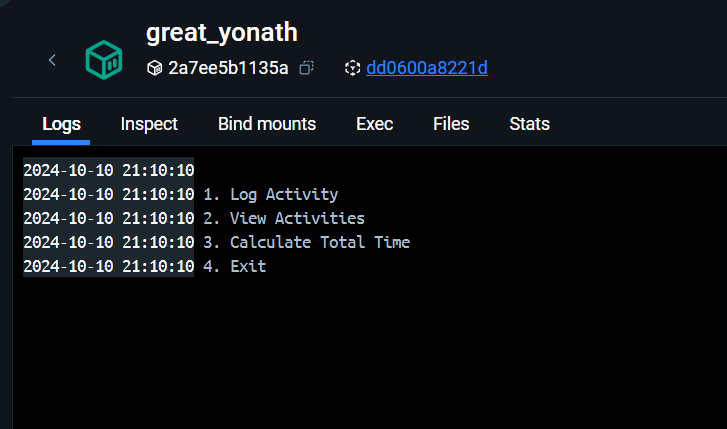 great_yonath
2a7ee5b1135a dd0600a8221d
Logs Inspect Bind mounts Exec Files Stats
2024-10-10 21:10:10
2024-10-10 21:10:10 1. Log Activity
2024-10-10 21:10:10 2. View Activities
2024-10-10 21:10:10 3. Calculate Total Time
2024-10-10 21:10:10 4. Exit